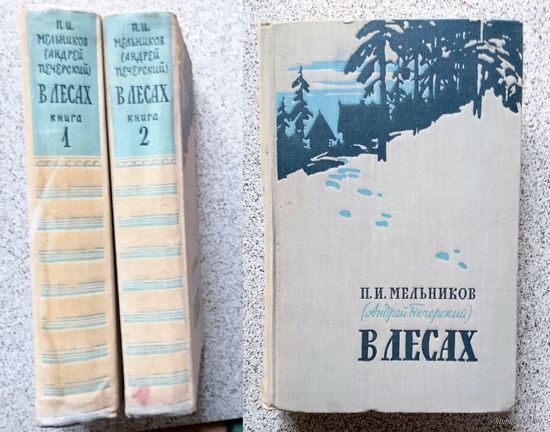 П.И.
МЕЛЬНИКОВ
(АНДРЕЙ
ПЕЧЕРСКИЙ)
В ЛЕСАХ
КНИГА
1
П.И.
МЕЛЬНИКОВ
(АНДРЕЙ
ПЕЧЕРСКИЙ)
В ЛЕСАХ
КНИГА
2
П.И.МЕЛЬНИКОВ
(Андрей Печерский)
В ЛЕСАХ